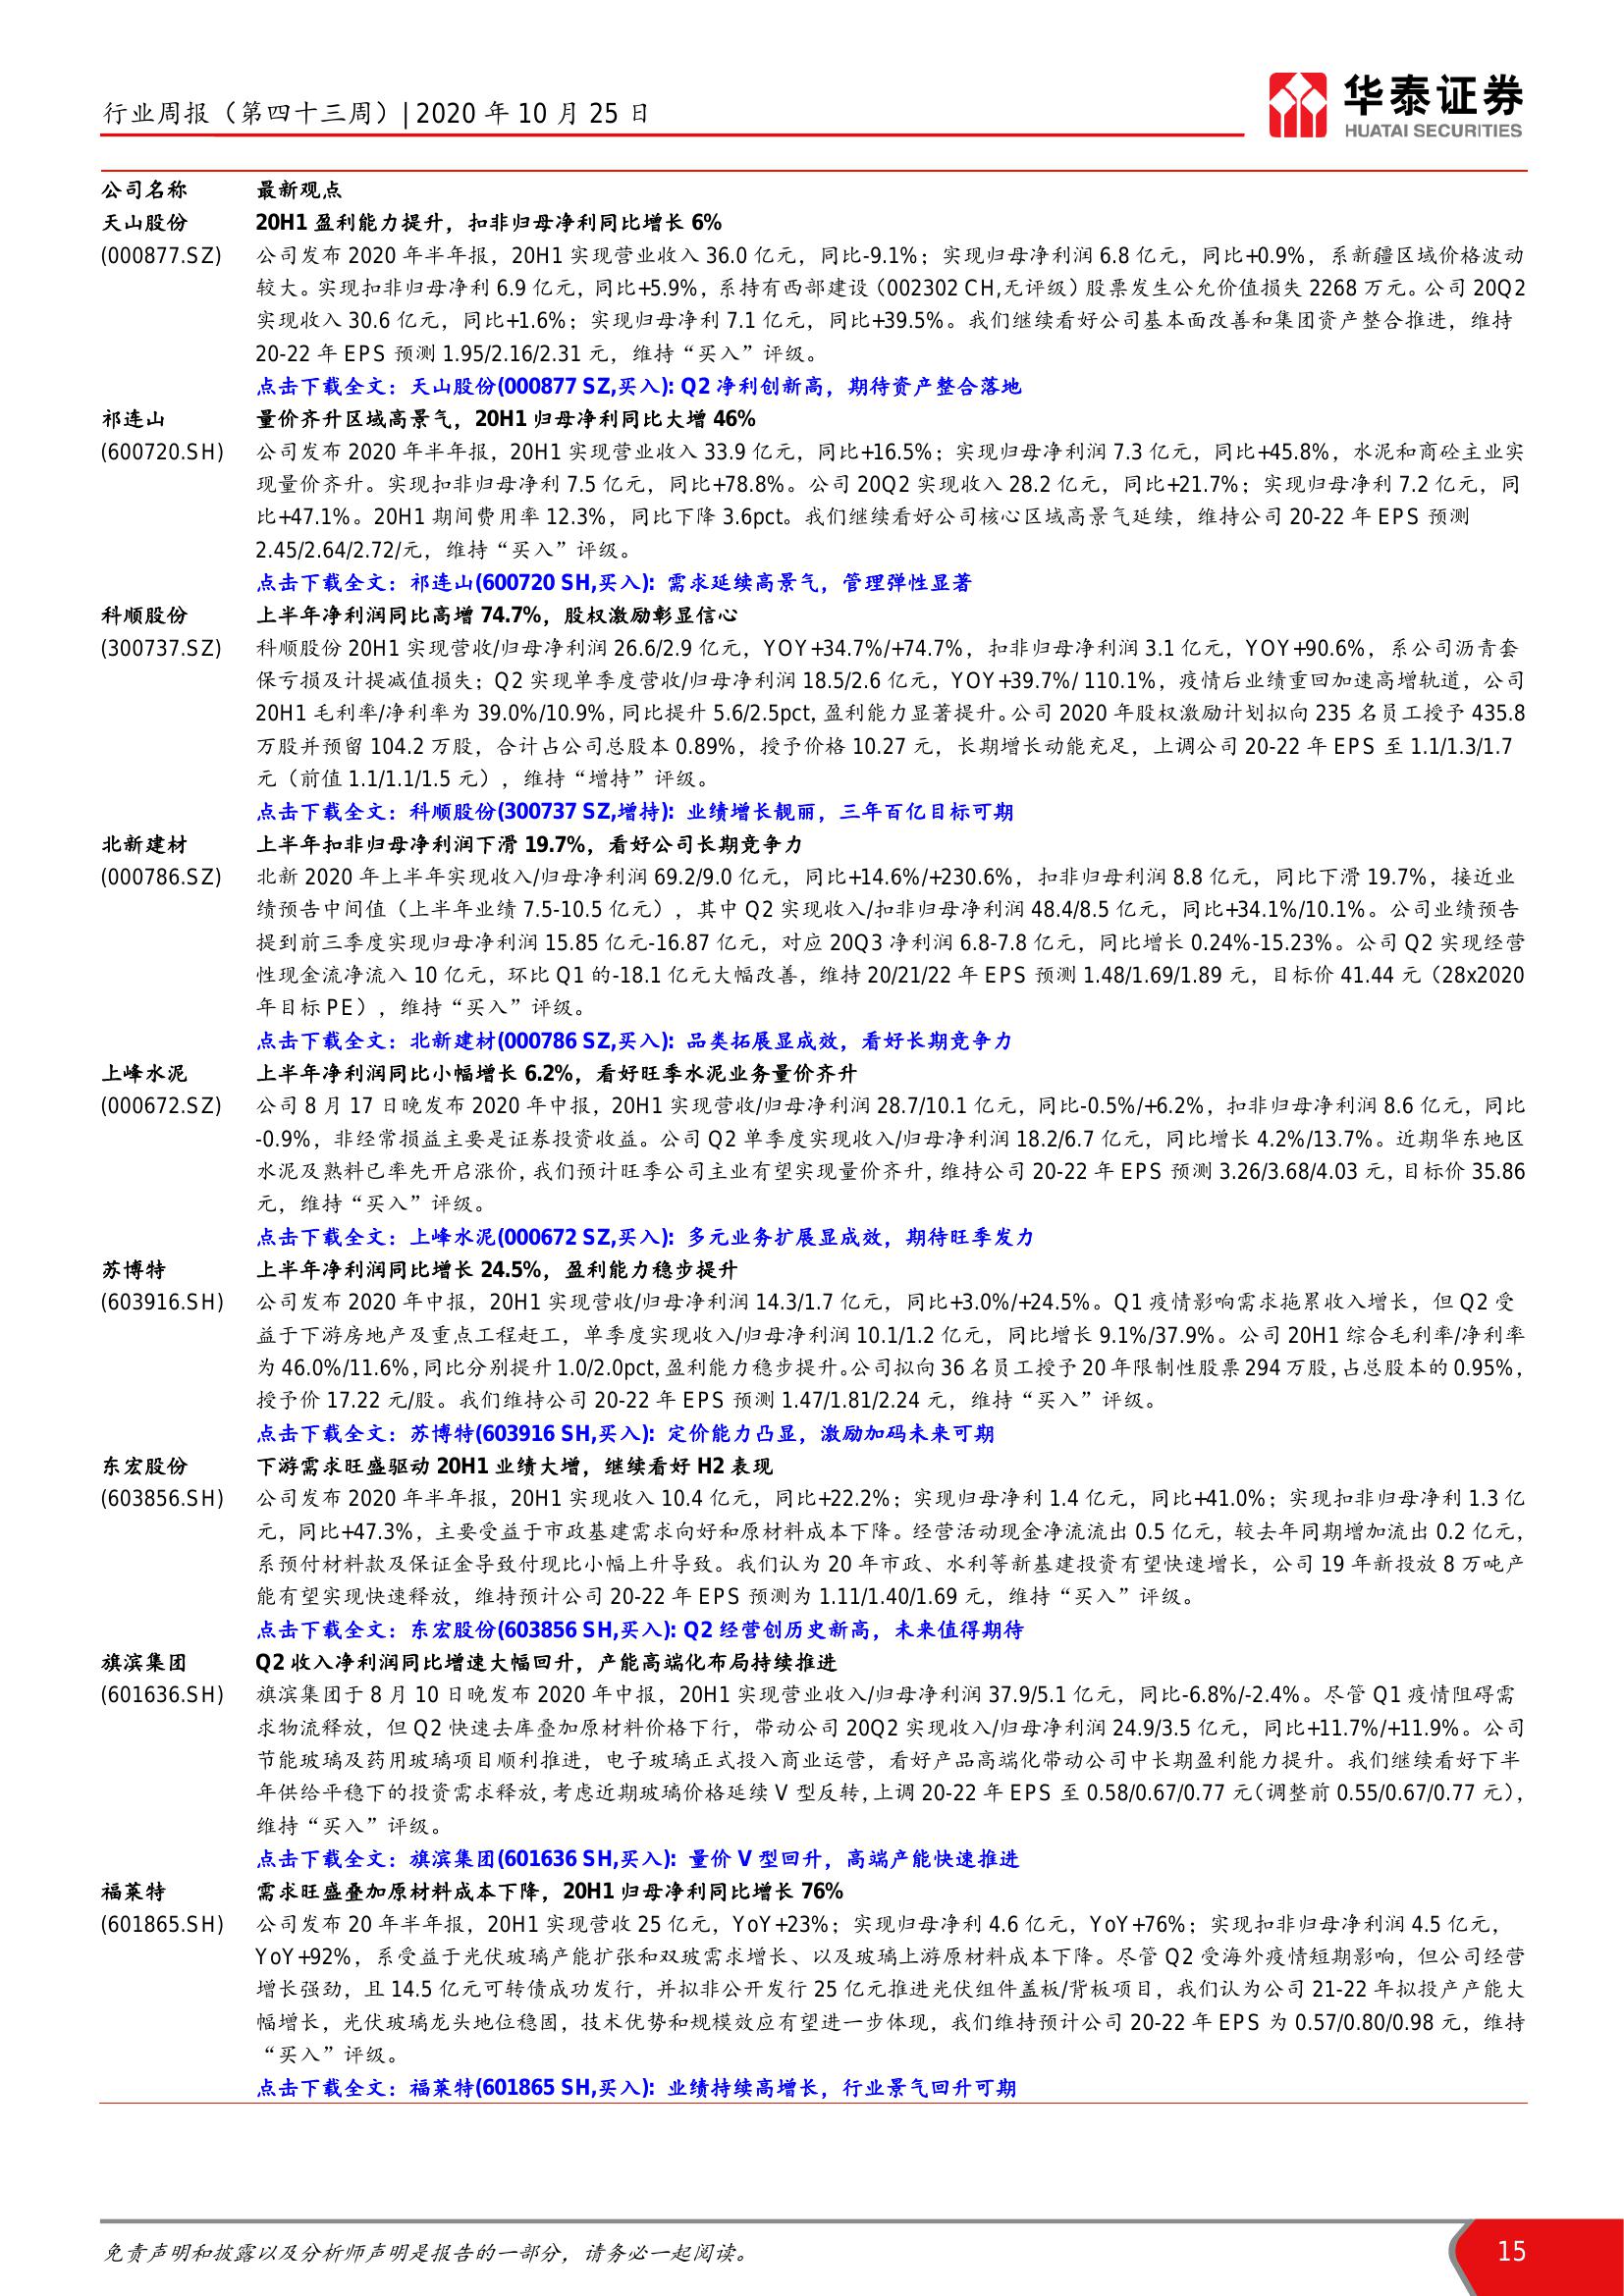 行业周报（第四十三周）| 2020 年 10 月 25 日
华泰证券
HUATAI SECURITIES
公司名称 最新观点
天山股份 20H1 盈利能力提升，扣非归母净利同比增长 6%
(000877.SZ) 公司发布 2020 年半年报，20H1 实现营业收入 36.0 亿元，同比-9.1%；实现归母净利润 6.8 亿元，同比+0.9%，系新疆区域价格波动
较大。实现扣非归母净利 6.9 亿元，同比+5.9%，系持有西部建设（002302 CH,无评级）股票发生公允价值损失 2268 万元。公司 20Q2
实现收入 30.6 亿元，同比+1.6%；实现归母净利 7.1 亿元，同比+39.5%。我们继续看好公司基本面改善和集团资产整合推进，维持
20-22 年 EPS 预测 1.95/2.16/2.31 元，维持“买入”评级。
点击下载全文：天山股份(000877 SZ,买入): Q2 净利创新高，期待资产整合落地
祁连山 量价齐升区域高景气，20H1 归母净利同比大增 46%
(600720.SH) 公司发布 2020 年半年报，20H1 实现营业收入 33.9 亿元，同比+16.5%；实现归母净利润 7.3 亿元，同比+45.8%，水泥和商砼主业实
现量价齐升。实现扣非归母净利 7.5 亿元，同比+78.8%。公司 20Q2 实现收入 28.2 亿元，同比+21.7%；实现归母净利 7.2 亿元，同
比+47.1%。20H1 期间费用率 12.3%，同比下降 3.6pct。我们继续看好公司核心区域高景气延续，维持公司 20-22 年 EPS 预测
2.45/2.64/2.72/元，维持“买入”评级。
点击下载全文：祁连山(600720 SH,买入): 需求延续高景气，管理弹性显著
科顺股份 上半年净利润同比高增 74.7%，股权激励彰显信心
(300737.SZ) 科顺股份 20H1 实现营收/归母净利润 26.6/2.9 亿元，YOY+34.7%/+74.7%，扣非归母净利润 3.1 亿元，YOY+90.6%，系公司沥青套
保亏损及计提减值损失；Q2 实现单季度营收/归母净利润 18.5/2.6 亿元，YOY+39.7%/ 110.1%，疫情后业绩重回加速高增轨道，公司
20H1 毛利率/净利率为 39.0%/10.9%，同比提升 5.6/2.5pct，盈利能力显著提升。公司 2020 年股权激励计划拟向 235 名员工授予 435.8
万股并预留 104.2 万股，合计占公司总股本 0.89%，授予价格 10.27 元，长期增长动能充足，上调公司 20-22 年 EPS 至 1.1/1.3/1.7
元（前值 1.1/1.1/1.5 元），维持“增持”评级。
点击下载全文：科顺股份(300737 SZ,增持): 业绩增长靓丽，三年百亿目标可期
北新建材 上半年扣非归母净利润下滑 19.7%，看好公司长期竞争力
(000786.SZ) 北新 2020 年上半年实现收入/归母净利润 69.2/9.0 亿元，同比+14.6%/+230.6%，扣非归母利润 8.8 亿元，同比下滑 19.7%，接近业
绩预告中间值（上半年业绩 7.5-10.5 亿元），其中 Q2 实现收入/扣非归母净利润 48.4/8.5 亿元，同比+34.1%/10.1%。公司业绩预告
提到前三季度实现归母净利润 15.85 亿元-16.87 亿元，对应 20Q3 净利润 6.8-7.8 亿元，同比增长 0.24%-15.23%。公司 Q2 实现经营
性现金流净流入 10 亿元，环比 Q1 的-18.1 亿元大幅改善，维持 20/21/22 年 EPS 预测 1.48/1.69/1.89 元，目标价 41.44 元（28x2020
年目标 PE），维持“买入”评级。
点击下载全文：北新建材(000786 SZ,买入): 品类拓展显成效，看好长期竞争力
上峰水泥 上半年净利润同比小幅增长 6.2%，看好旺季水泥业务量价齐升
(000672.SZ) 公司 8 月 17 日晚发布 2020 年中报，20H1 实现营收/归母净利润 28.7/10.1 亿元，同比-0.5%/+6.2%，扣非归母净利润 8.6 亿元，同比
-0.9%，非经常损益主要是证券投资收益。公司 Q2 单季度实现收入/归母净利润 18.2/6.7 亿元，同比增长 4.2%/13.7%。近期华东地区
水泥及熟料已率先开启涨价，我们预计旺季公司主业有望实现量价齐升，维持公司 20-22 年 EPS 预测 3.26/3.68/4.03 元，目标价 35.86
元，维持“买入”评级。
点击下载全文：上峰水泥(000672 SZ,买入): 多元业务扩展显成效，期待旺季发力
苏博特 上半年净利润同比增长 24.5%，盈利能力稳步提升
(603916.SH) 公司发布 2020 年中报，20H1 实现营收/归母净利润 14.3/1.7 亿元，同比+3.0%/+24.5%。Q1 疫情影响需求拖累收入增长，但 Q2 受
益于下游房地产及重点工程赶工，单季度实现收入/归母净利润 10.1/1.2 亿元，同比增长 9.1%/37.9%。公司 20H1 综合毛利率/净利率
为 46.0%/11.6%，同比分别提升 1.0/2.0pct，盈利能力稳步提升。公司拟向 36 名员工授予 20 年限制性股票 294 万股，占总股本的 0.95%，
授予价 17.22 元/股。我们维持公司 20-22 年 EPS 预测 1.47/1.81/2.24 元，维持“买入”评级。
点击下载全文：苏博特(603916 SH,买入): 定价能力凸显，激励加码未来可期
东宏股份 下游需求旺盛驱动 20H1 业绩大增，继续看好 H2 表现
(603856.SH) 公司发布 2020 年半年报，20H1 实现收入 10.4 亿元，同比+22.2%；实现归母净利 1.4 亿元，同比+41.0%；实现扣非归母净利 1.3 亿
元，同比+47.3%，主要受益于市政基建需求向好和原材料成本下降。经营活动现金净流流出 0.5 亿元，较去年同期增加流出 0.2 亿元，
系预付材料款及保证金导致付现比小幅上升导致。我们认为 20 年市政、水利等新基建投资有望快速增长，公司 19 年新投放 8 万吨产
能有望实现快速释放，维持预计公司 20-22 年 EPS 预测为 1.11/1.40/1.69 元，维持“买入”评级。
点击下载全文：东宏股份(603856 SH,买入): Q2 经营创历史新高，未来值得期待
旗滨集团 Q2 收入净利润同比增速大幅回升，产能高端化布局持续推进
(601636.SH) 旗滨集团于 8 月 10 日晚发布 2020 年中报，20H1 实现营业收入/归母净利润 37.9/5.1 亿元，同比-6.8%/-2.4%。尽管 Q1 疫情阻碍需
求物流释放，但 Q2 快速去库叠加原材料价格下行，带动公司 20Q2 实现收入/归母净利润 24.9/3.5 亿元，同比+11.7%/+11.9%。公司
节能玻璃及药用玻璃项目顺利推进，电子玻璃正式投入商业运营，看好产品高端化带动公司中长期盈利能力提升。我们继续看好下半
年供给平稳下的投资需求释放，考虑近期玻璃价格延续 V 型反转，上调 20-22 年 EPS 至 0.58/0.67/0.77 元（调整前 0.55/0.67/0.77 元），
维持“买入”评级。
点击下载全文：旗滨集团(601636 SH,买入): 量价 V 型回升，高端产能快速推进
福莱特 需求旺盛叠加原材料成本下降，20H1 归母净利同比增长 76%
(601865.SH) 公司发布 20 年半年报，20H1 实现营收 25 亿元，YoY+23%；实现归母净利 4.6 亿元，YoY+76%；实现扣非归母净利润 4.5 亿元，
YoY+92%，系受益于光伏玻璃产能扩张和双玻需求增长、以及玻璃上游原材料成本下降。尽管 Q2 受海外疫情短期影响，但公司经营
增长强劲，且 14.5 亿元可转债成功发行，并拟非公开发行 25 亿元推进光伏组件盖板/背板项目，我们认为公司 21-22 年拟投产产能大
幅增长，光伏玻璃龙头地位稳固，技术优势和规模效应有望进一步体现，我们维持预计公司 20-22 年 EPS 为 0.57/0.80/0.98 元，维持
“买入”评级。
点击下载全文：福莱特(601865 SH,买入): 业绩持续高增长，行业景气回升可期
免责声明和披露以及分析师声明是报告的一部分，请务必一起阅读。 15